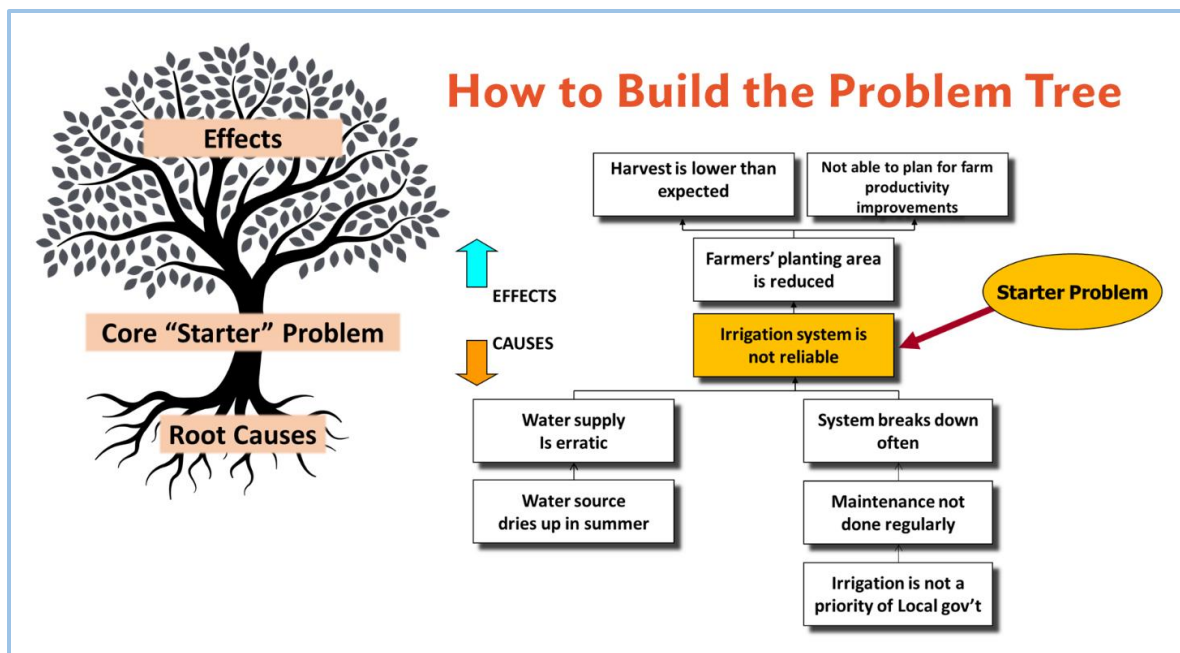 How to Build the Problem Tree
Effects
Core “Starter” Problem
Root Causes
EFFECTS
CAUSES
Harvest is lower than
expected
Not able to plan for farm
productivity
improvements
Farmers’ planting area
is reduced
Starter Problem
Irrigation system is
not reliable
Water supply
Is erratic
System breaks down
often
Water source
dries up in summer
Maintenance not
done regularly
Irrigation is not a
priority of Local gov’t